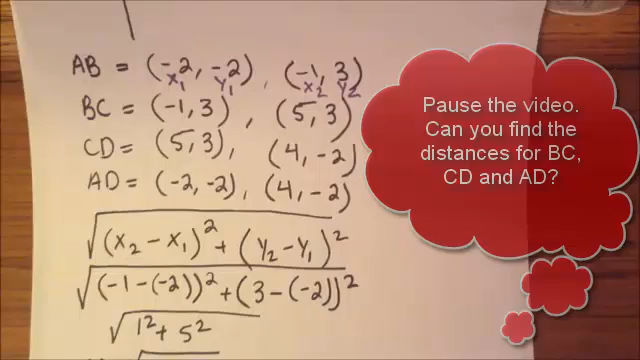 AB = (-2, -2), (-1, 3)
X1 Y1 X2 Y2
BC = (-1, 3), (5, 3)
CD = (5, 3), (4, -2)
AD = (-2, -2), (4, -2)
√(X2 - X1)² + (Y2 - Y1)²
√(-1 - (-2))² + (3 - (-2))²
√1² + 5²
Pause the video.
Can you find the
distances for BC,
CD and AD?